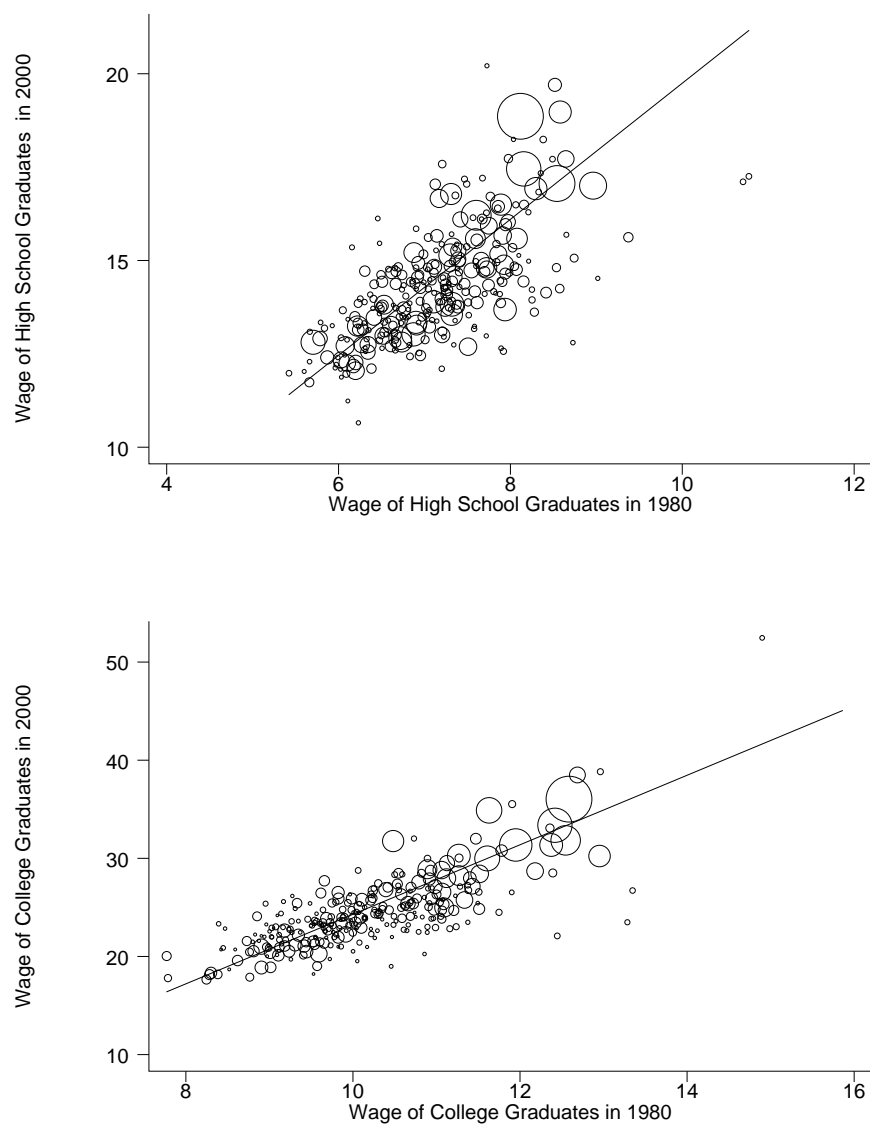 20
15
10
Wage of High School Graduates  in 2000
4 6 8 10 12
Wage of High School Graduates in 1980
50
40
30
20
10
Wage of College Graduates in 2000
8 10 12 14 16
Wage of College Graduates in 1980